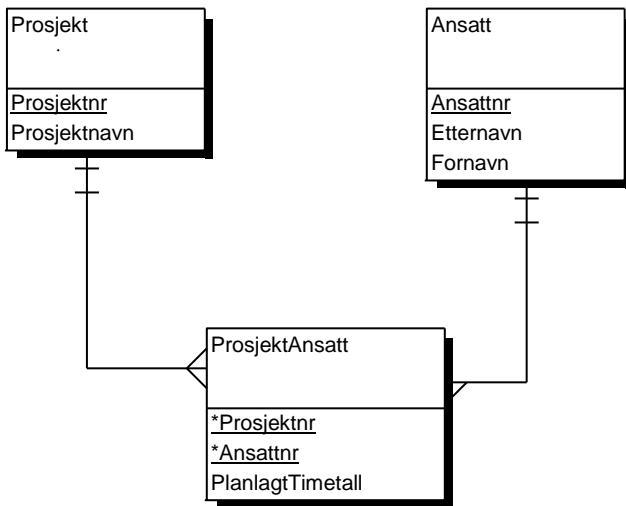 Prosjekt
Prosjektnr
Prosjektnavn
Ansatt
Ansattnr
Etternavn
Fornavn
ProsjektAnsatt
*Prosjektnr
*Ansattnr
PlanlagtTimetall